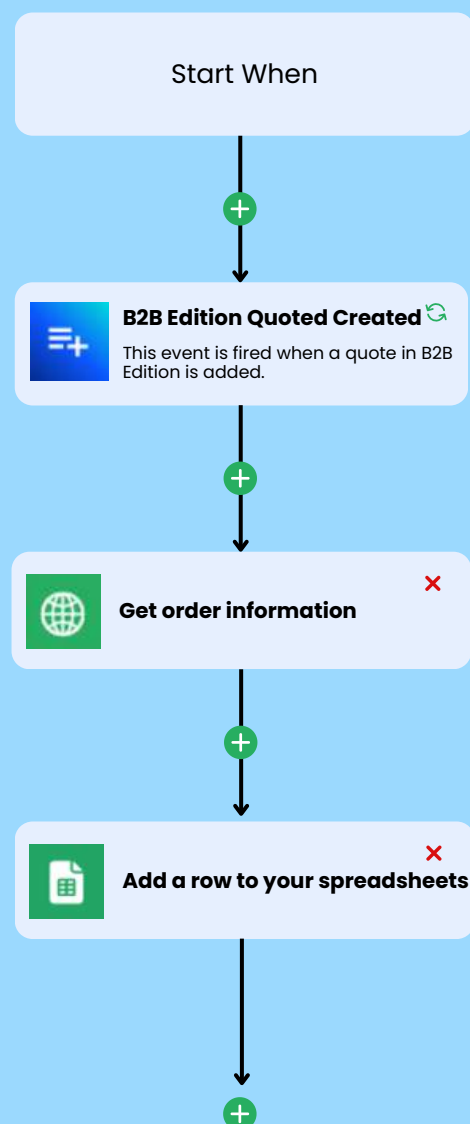 Start When
B2B Edition Quoted Created
This event is fired when a quote in B2B
Edition is added.
Get order information
Add a row to your spreadsheets